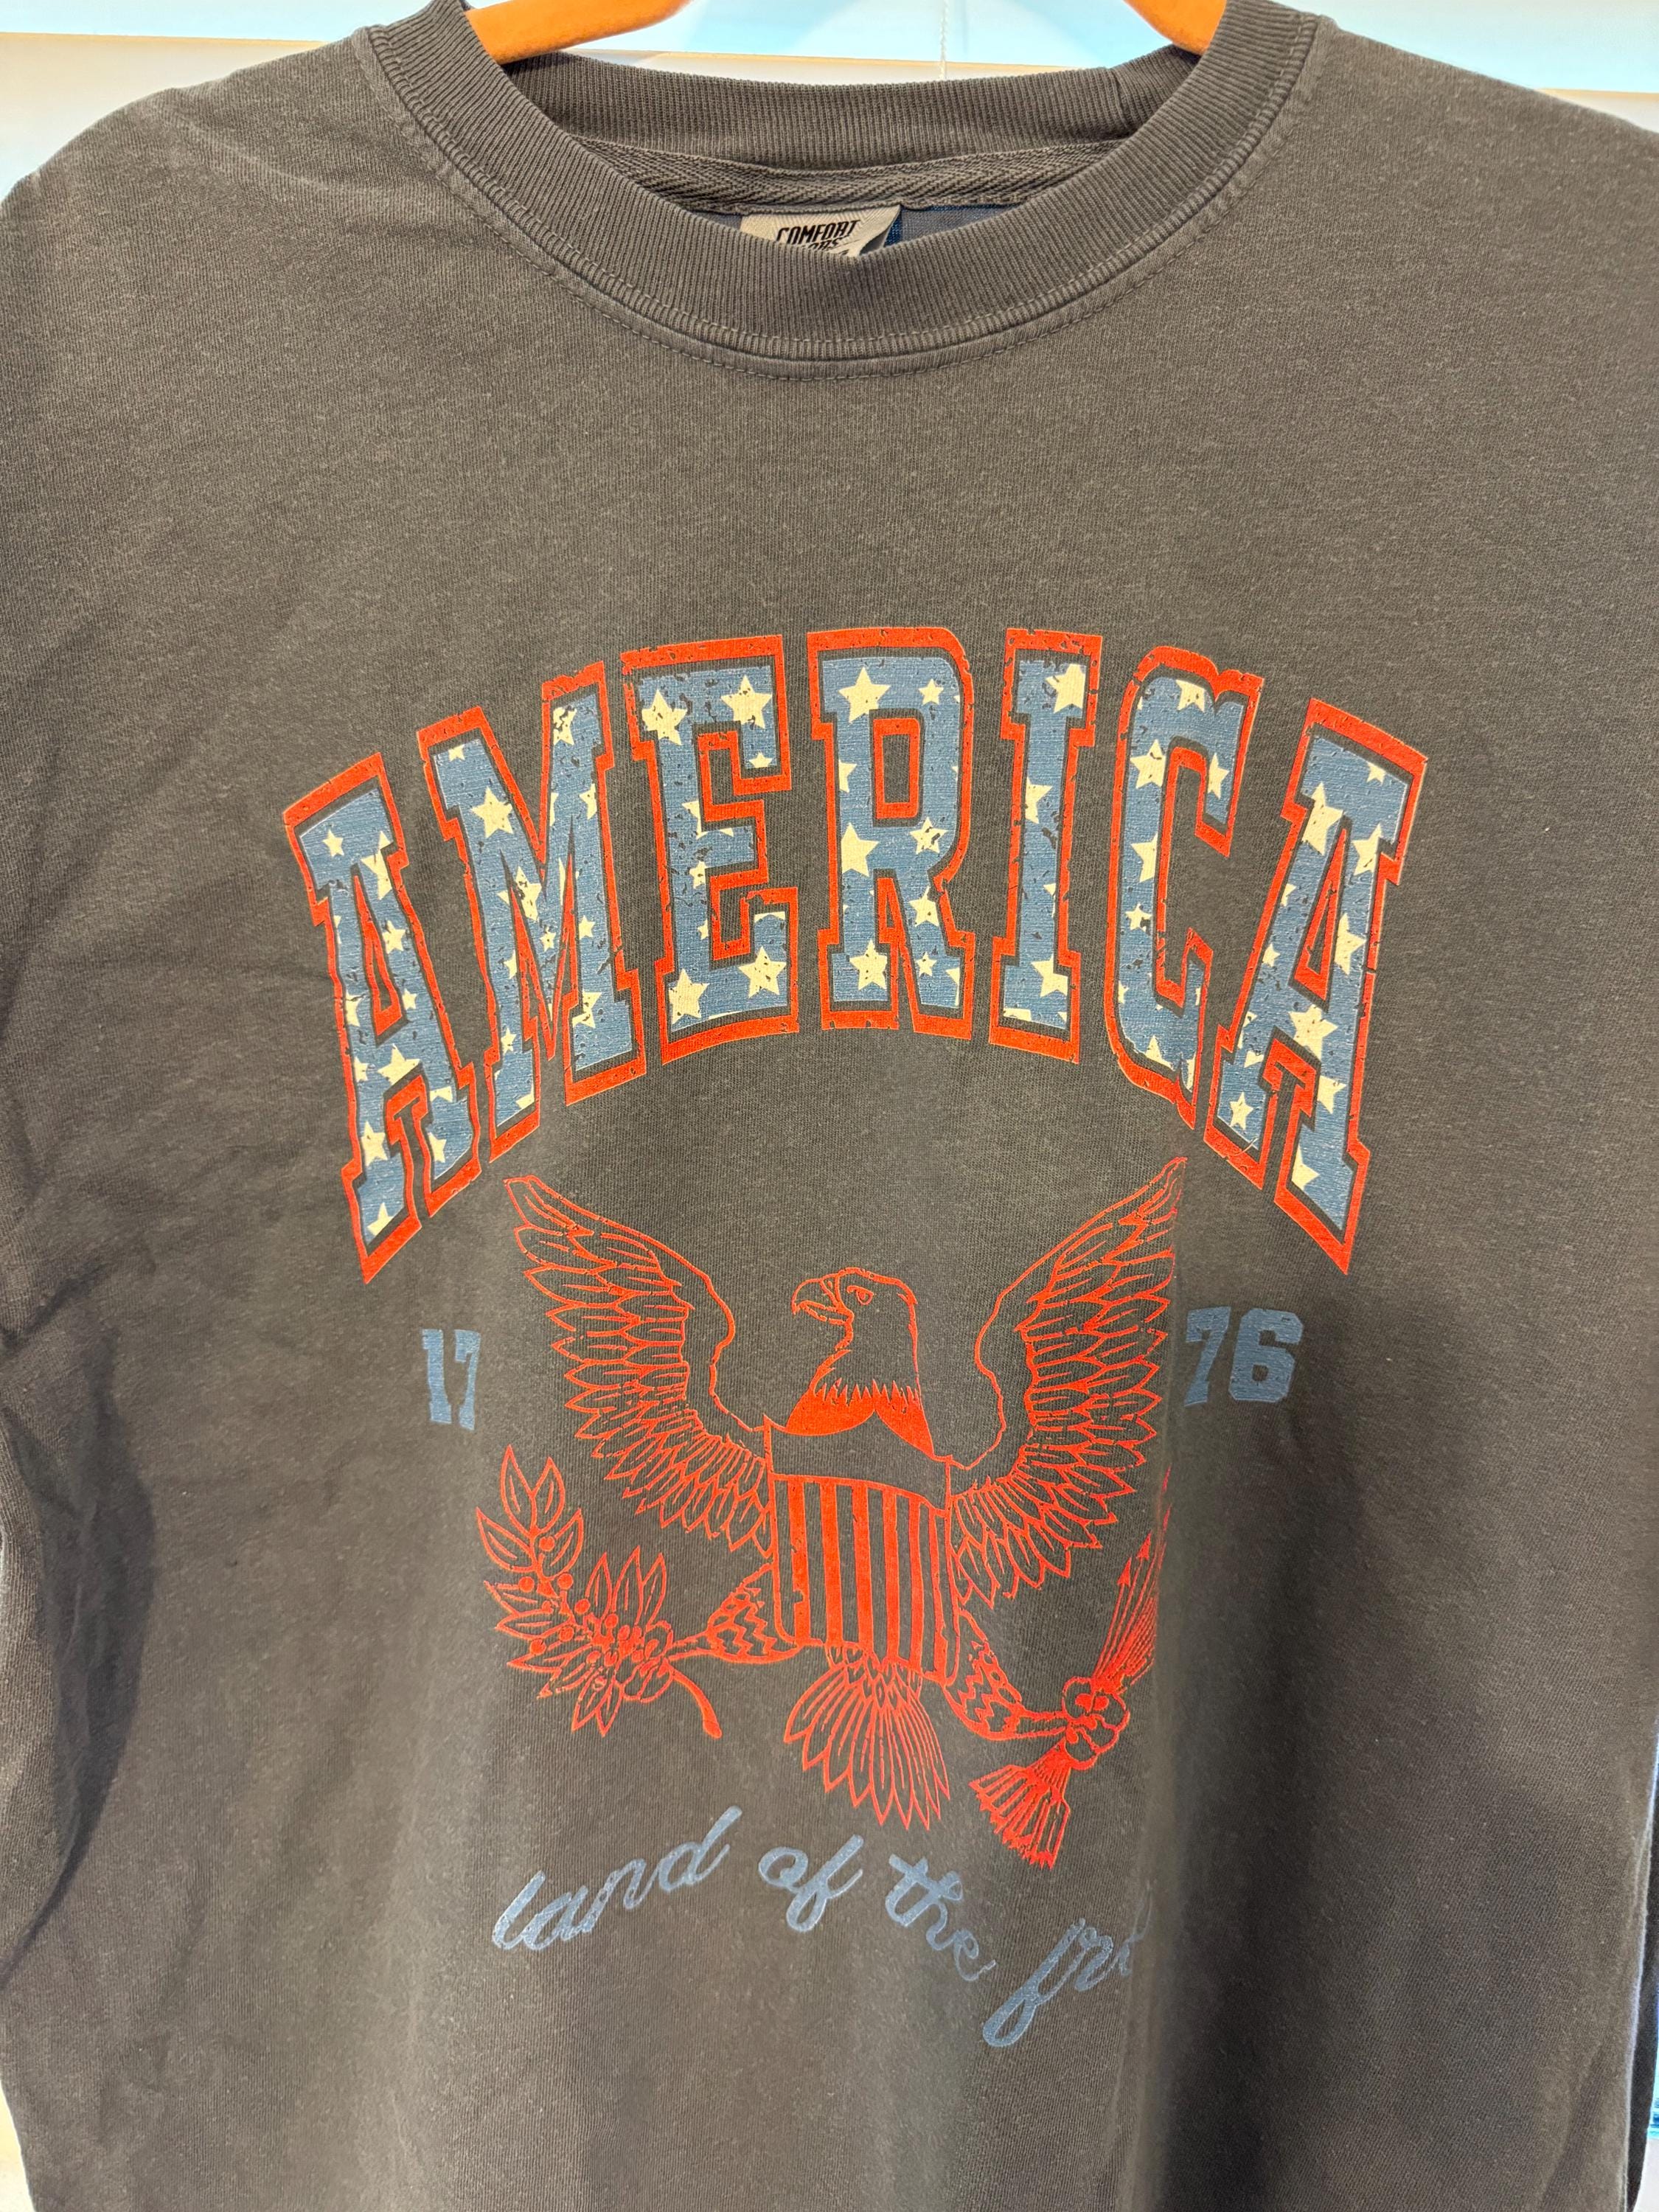 COMFORT
AMERICA
17 76
land of the